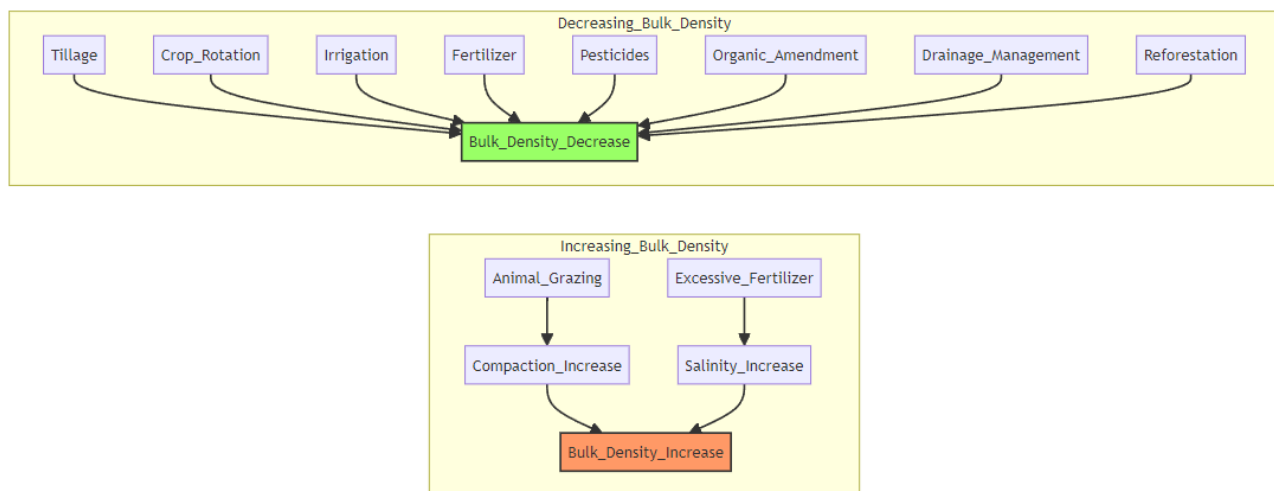 Decreasing_Bulk_Density
Tillage
Crop_Rotation
Irrigation
Fertilizer
Pesticides
Organic_Amendment
Drainage_Management
Reforestation
Bulk_Density_Decrease
Increasing_Bulk_Density
Animal_Grazing
Excessive_Fertilizer
Compaction_Increase
Salinity_Increase
Bulk_Density_Increase